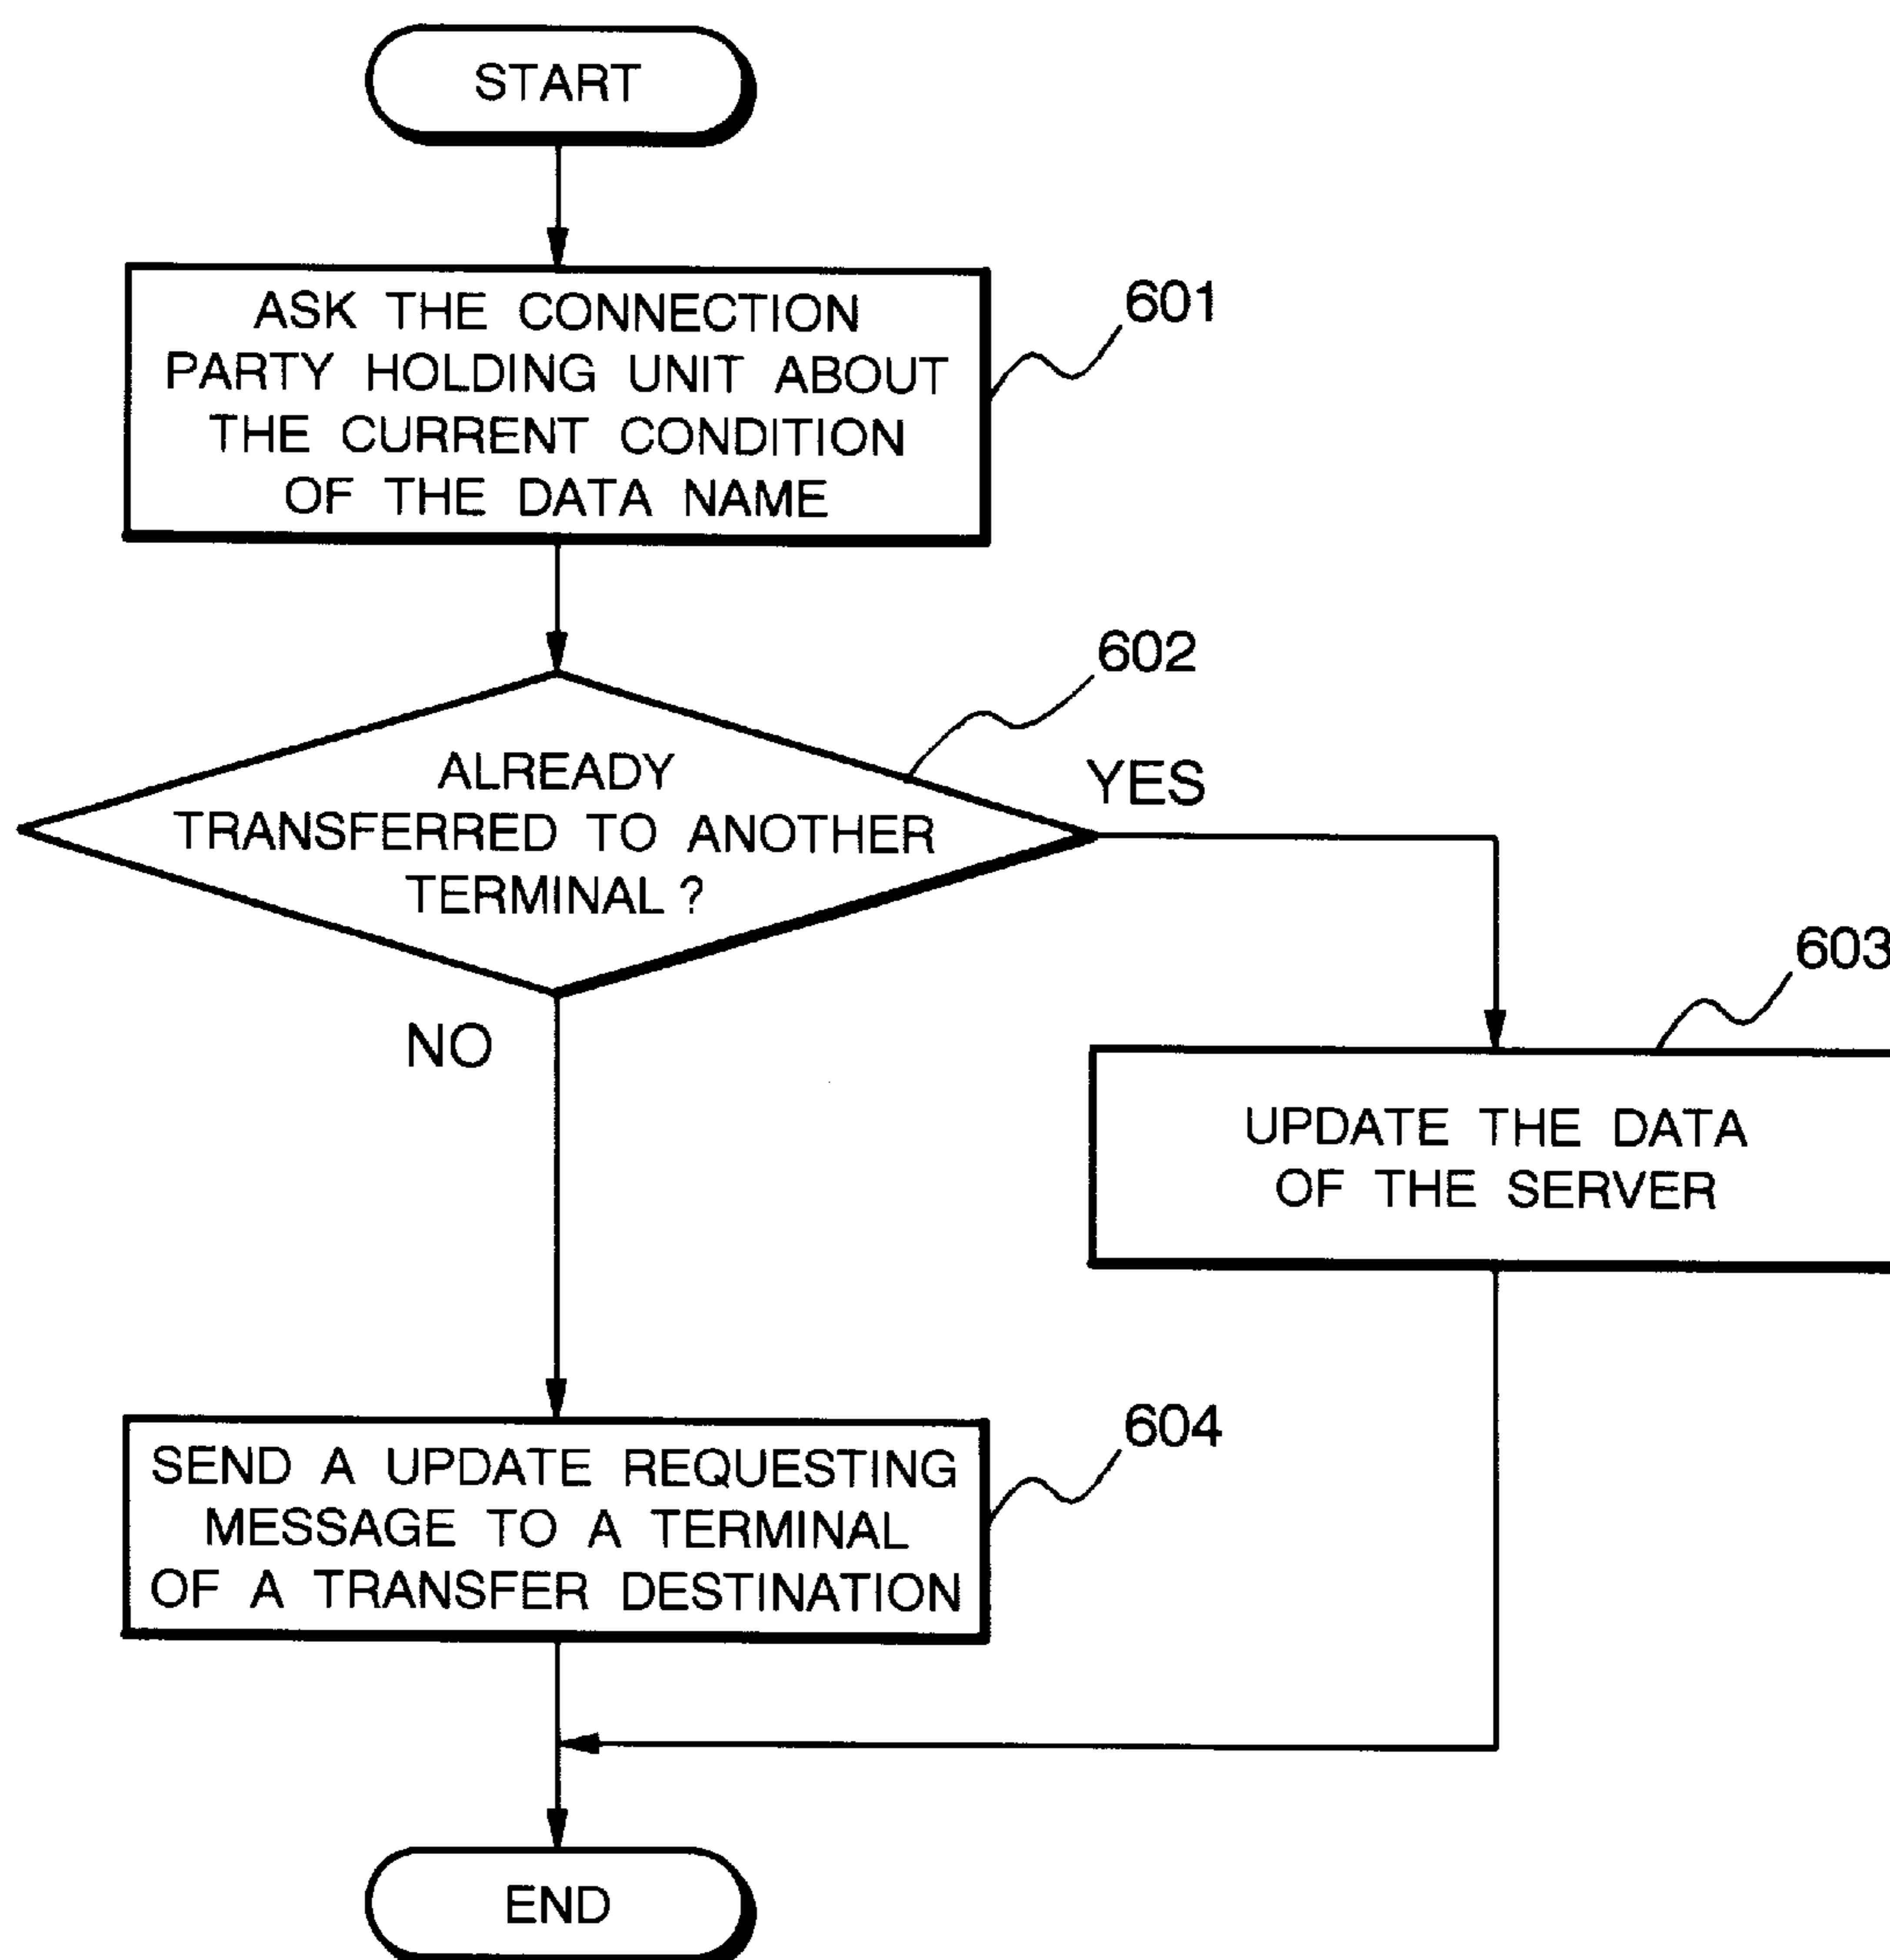 START
ASK THE CONNECTION
PARTY HOLDING UNIT ABOUT
THE CURRENT CONDITION
OF THE DATA NAME
601
602
ALREADY
TRANSFERRED TO ANOTHER
TERMINAL ?
YES
NO
603
UPDATE THE DATA
OF THE SERVER
604
SEND A UPDATE REQUESTING
MESSAGE TO A TERMINAL
OF A TRANSFER DESTINATION
END